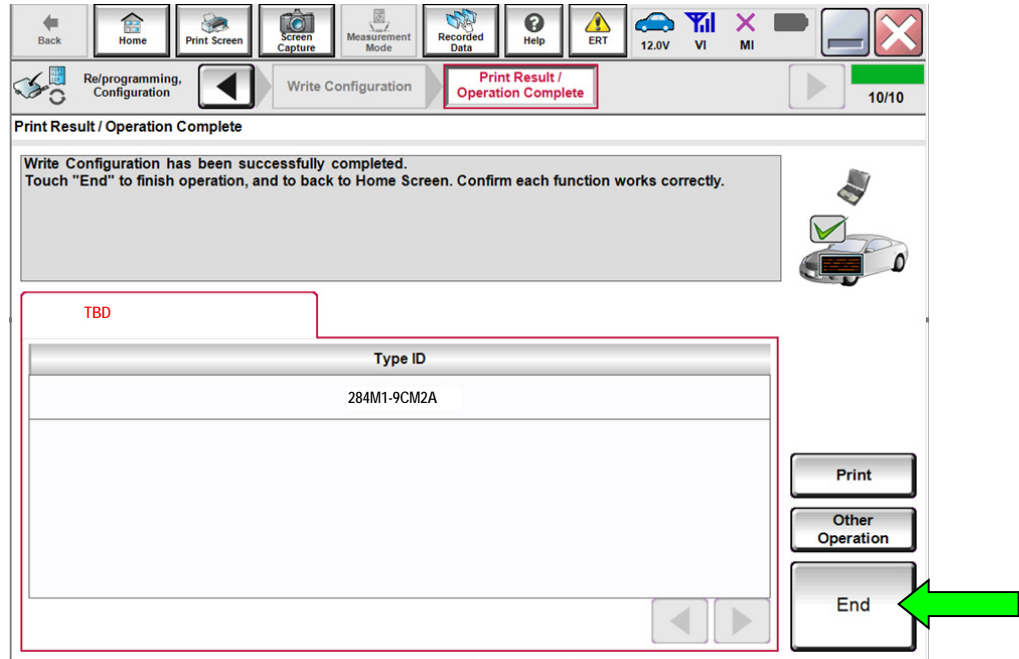 Back
Home
Print Screen
Screen
Capture
Measurement
Mode
Recorded
Data
Help
ERT
12.0V
VI
MI
Re/programming,
Configuration
Write Configuration
Print Result /
Operation Complete
10/10
Print Result / Operation Complete
Write Configuration has been successfully completed.
Touch "End" to finish operation, and to back to Home Screen. Confirm each function works correctly.
TBD
Type ID
284M1-9CM2A
Print
Other
Operation
End